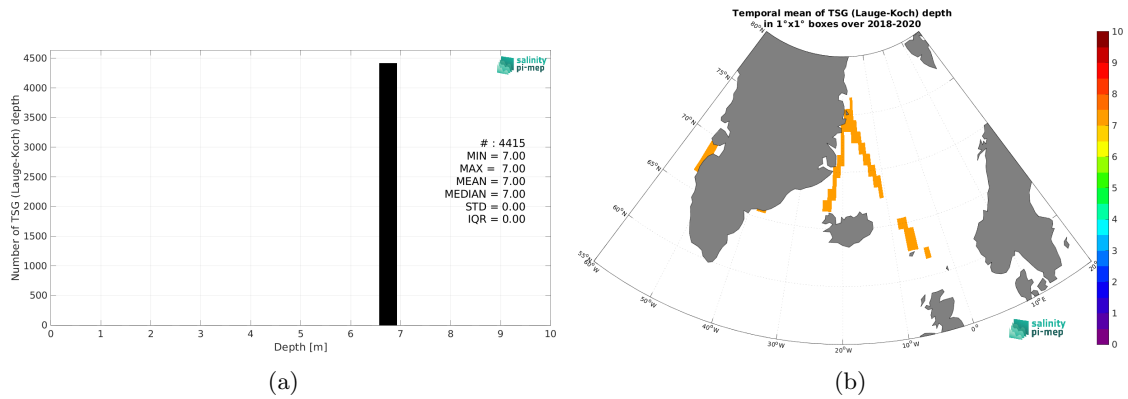 4500
4000
3500
3000
2500
2000
1500
1000
500
0
Number of TSG (Lauge-Koch) depth
salinity
pi-mep
# : 4415
MIN = 7.00
MAX = 7.00
MEAN = 7.00
MEDIAN = 7.00
STD = 0.00
IQR = 0.00
0 1 2 3 4 5 6 7 8 9 10
Depth [m]
(a)
Temporal mean of TSG (Lauge-Koch) depth
in 1°x1° boxes over 2018-2020
80°N
75°N
70°N
65°N
60°N
55°N
60°W
50°W
40°W
30°W
20°W
10°W
0°
10°E
salinity
pi-mep
10
9
8
7
6
5
4
3
2
1
0
(b)